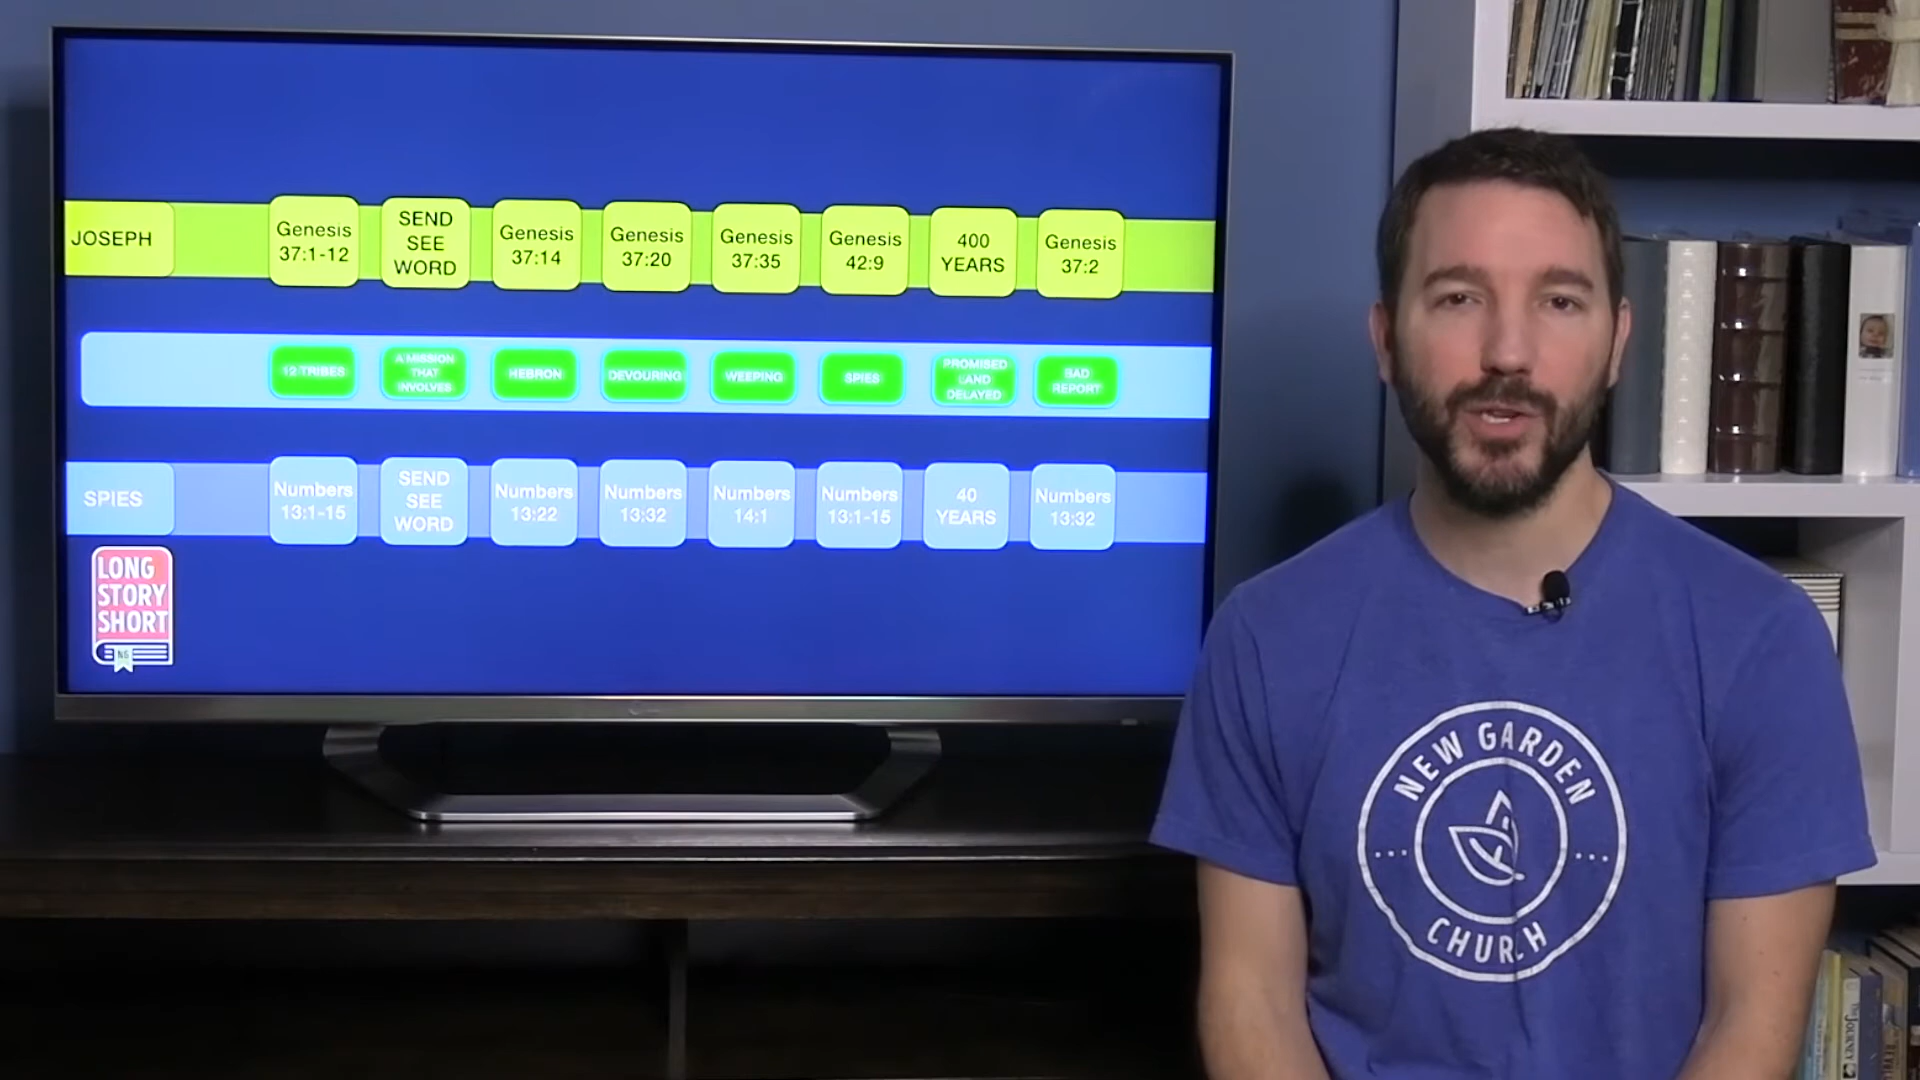 JOSEPH
Genesis
37:1-12
SEND
SEE
WORD
Genesis
37:14
Genesis
37:20
Genesis
37:35
Genesis
42:9
400
YEARS
Genesis
37:2
12 TRIBES
A MISSION
THAT
INVOLVES
HEBRON
DEVOURING
WEEPING
SPIES
PROMISED
LAND
DELAYED
BAD
REPORT
SPIES
Numbers
13:1-15
SEND
SEE
WORD
Numbers
13:22
Numbers
13:32
Numbers
14:1
Numbers
13:1-15
40
YEARS
Numbers
13:32
LONG
STORY
SHORT
NG
NEW GARDEN
CHURCH